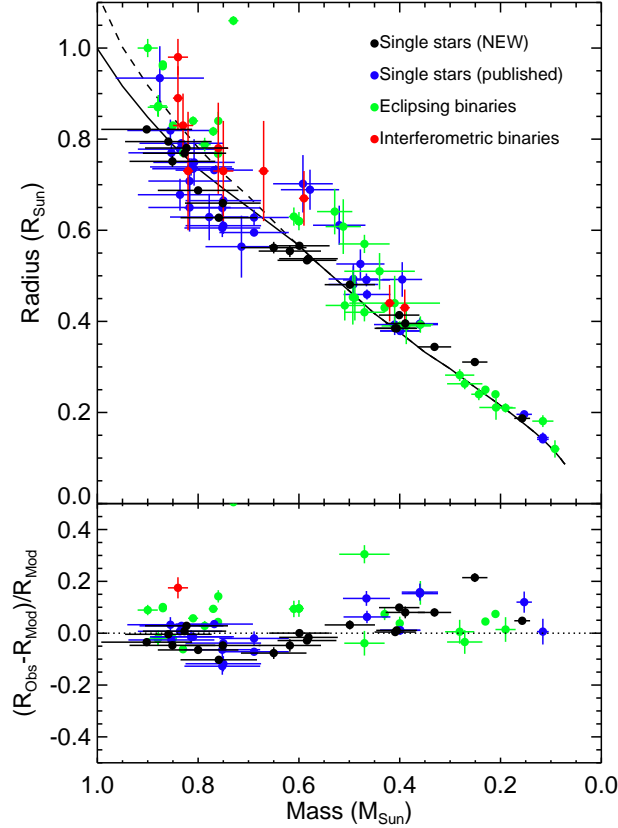 Single stars (NEW)
Single stars (published)
Eclipsing binaries
Interferometric binaries
Radius (R_Sun)
1.0
0.8
0.6
0.4
0.2
0.0
(R_Obs-R_Mod)/R_Mod
0.4
0.2
0.0
-0.2
-0.4
1.0 0.8 0.6 0.4 0.2 0.0
Mass (M_Sun)